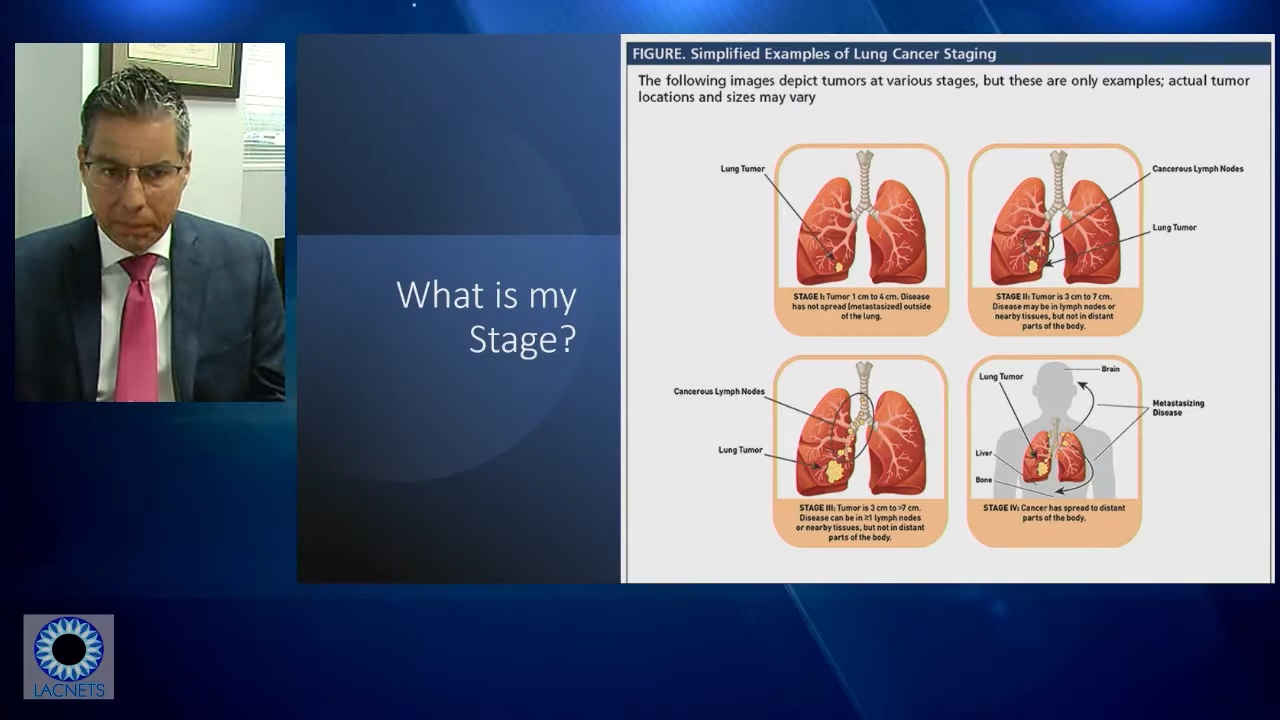 What is my
Stage?
FIGURE. Simplified Examples of Lung Cancer Staging
The following images depict tumors at various stages, but these are only examples; actual tumor
locations and sizes may vary
Lung Tumor
STAGE I: Tumor 1 cm to 4 cm. Disease
has not spread (metastasized) outside
of the lung.
Cancerous Lymph Nodes
Lung Tumor
STAGE II: Tumor is 3 cm to 7 cm.
Disease may be in lymph nodes or
nearby tissues, but not in distant
parts of the body.
Cancerous Lymph Nodes
Lung Tumor
STAGE III: Tumor is 3 cm to >7 cm.
Disease can be in ≥1 lymph nodes
or nearby tissues, but not in distant
parts of the body.
Brain
Lung Tumor
Metastasizing
Disease
Liver
Bone
STAGE IV: Cancer has spread to distant
parts of the body.
LACNETS